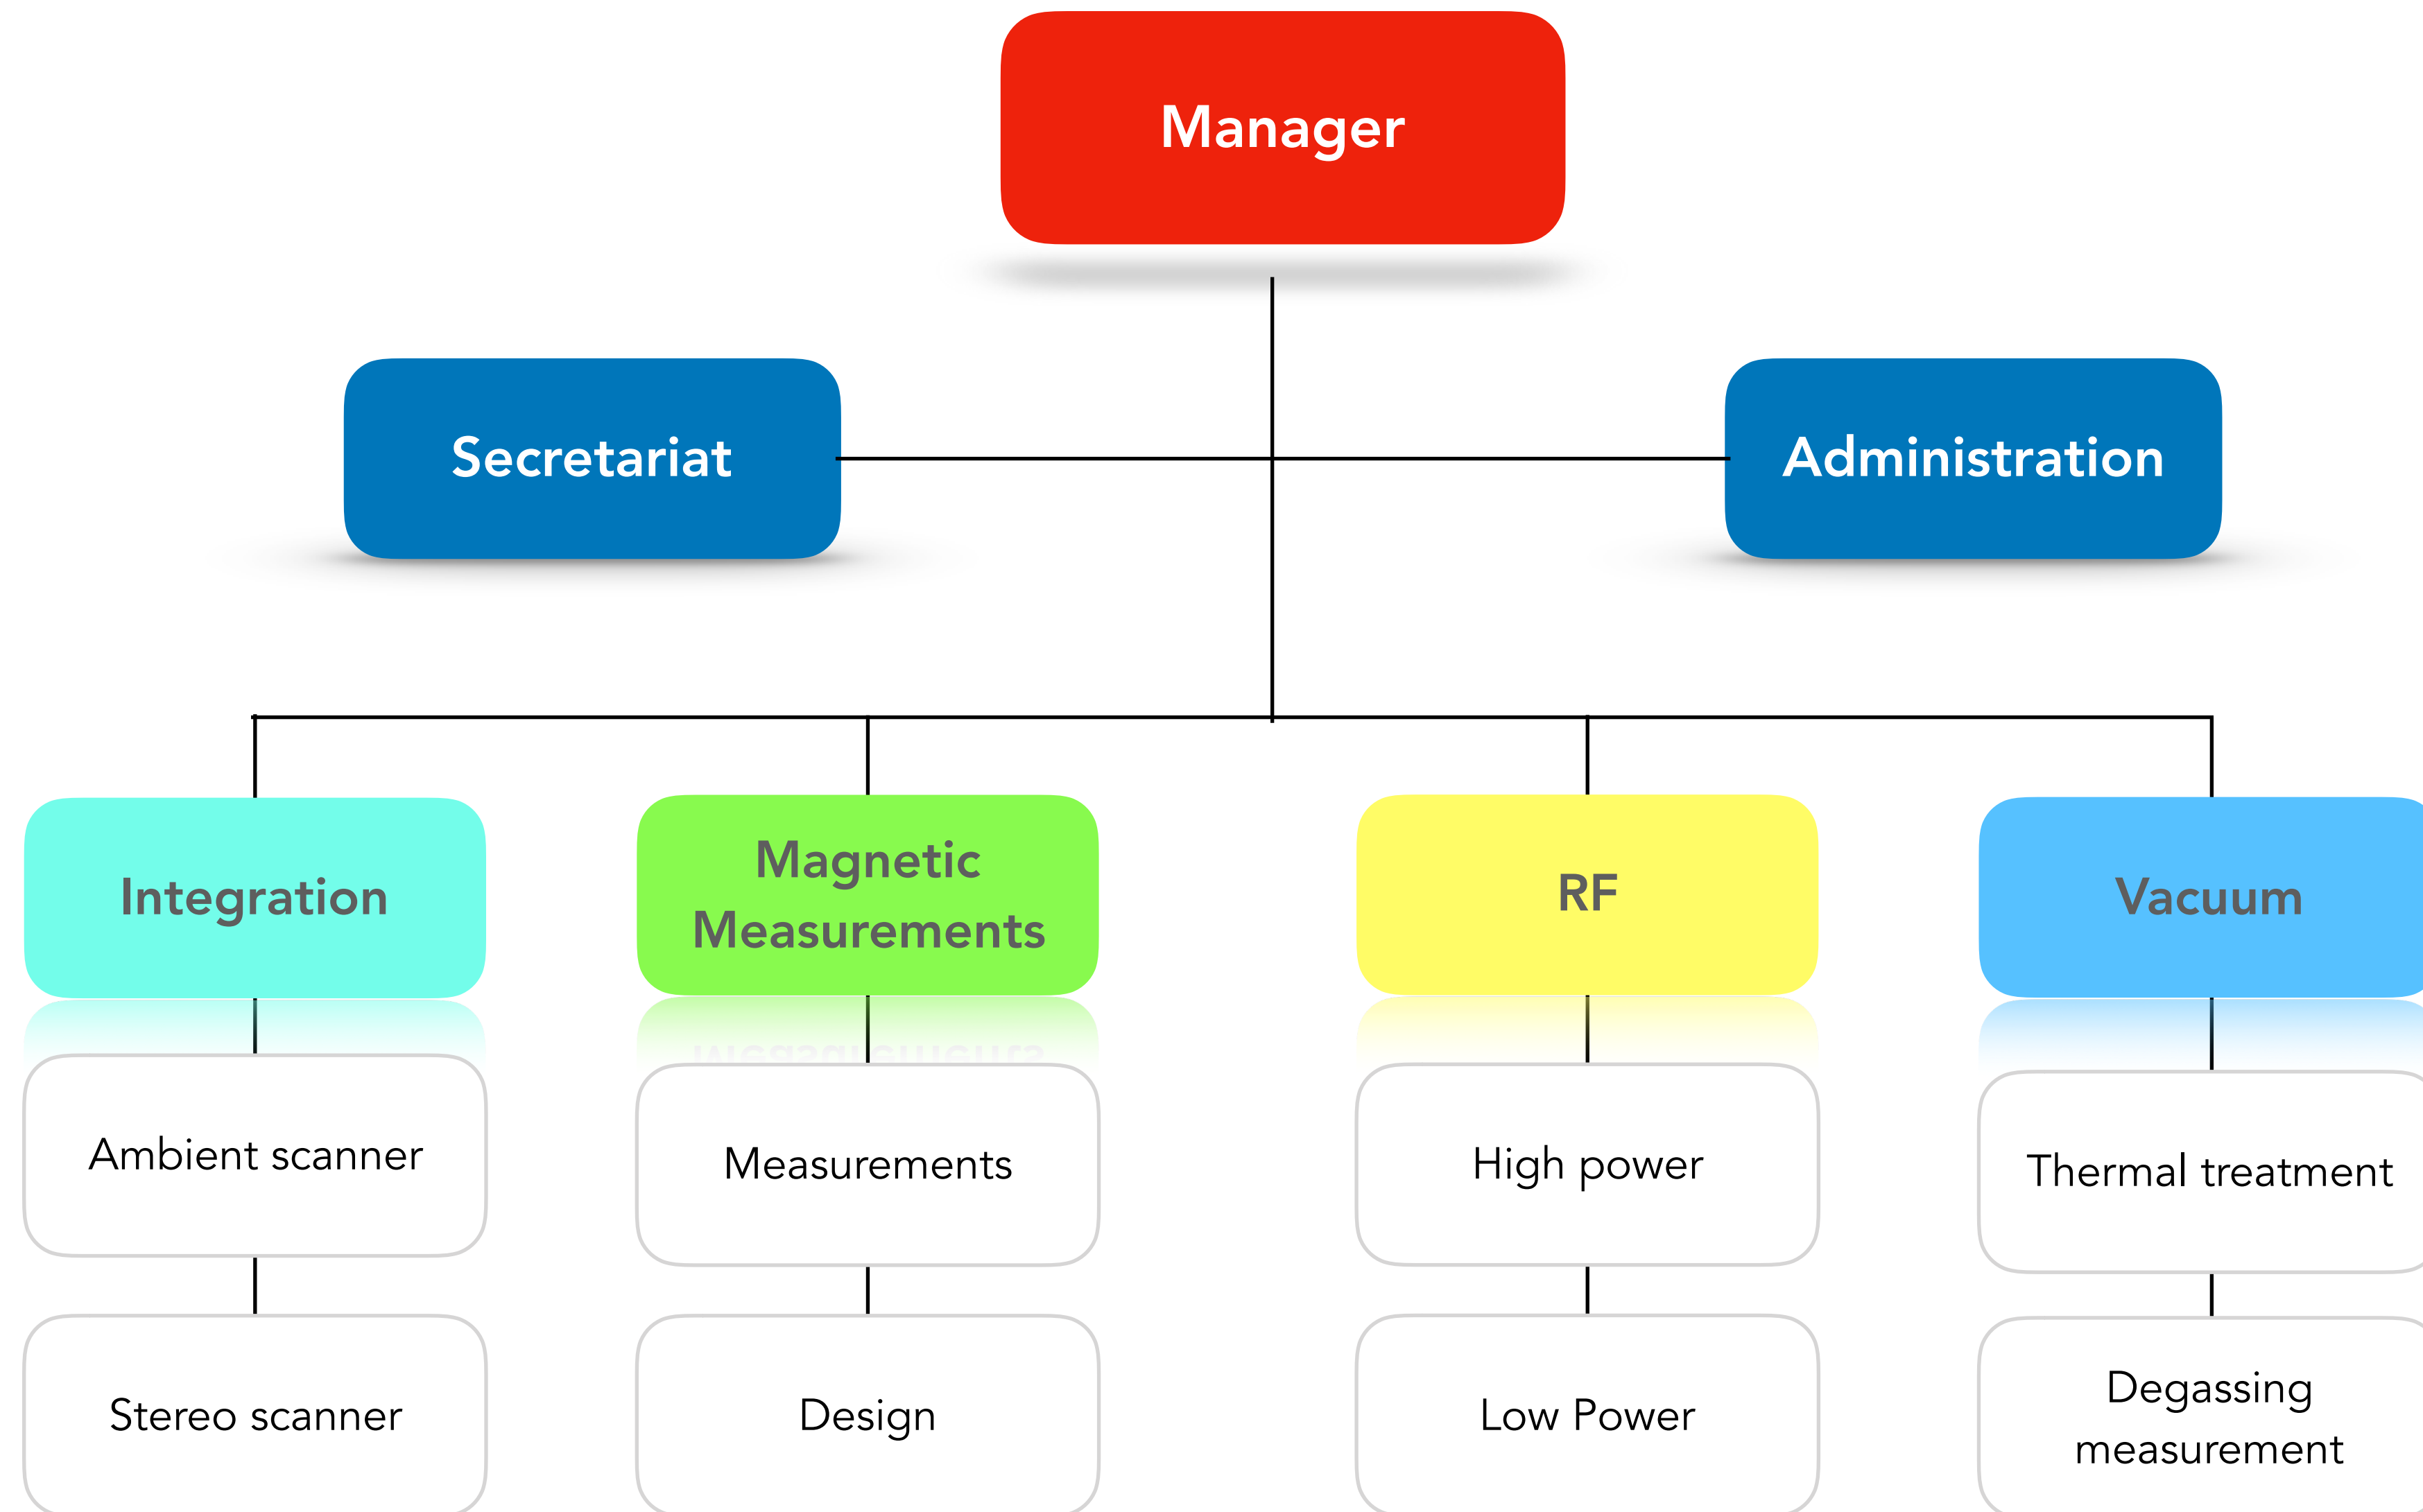 Manager
Secretariat
Administration
Integration
Magnetic
Measurements
RF
Vacuum
Ambient scanner
Measurements
High power
Thermal treatment
Stereo scanner
Design
Low Power
Degassing
measurement